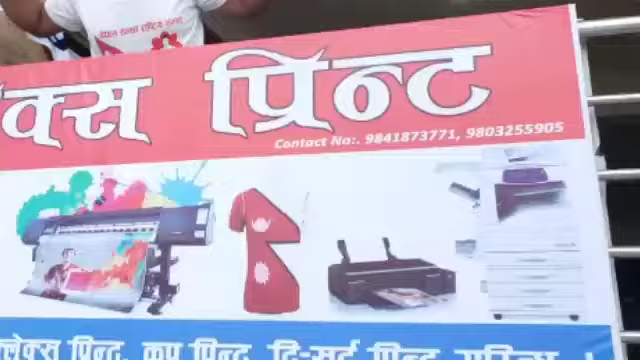 क्स प्रिन्ट
Contact No:. 9841873771, 9803255905
लेक्स प्रिन्ट, कप प्रिन्ट, टि-सर्ट प्रिन्ट